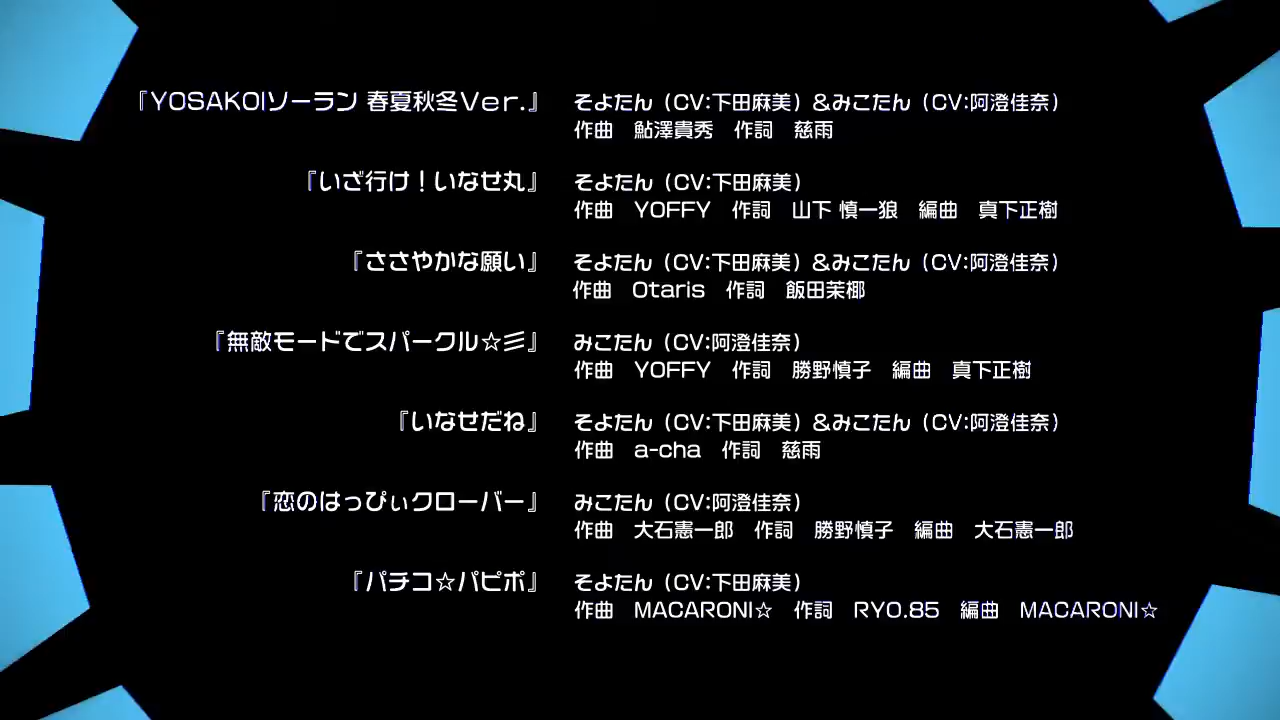 『YOSAKOIソーラン 春夏秋冬Ver.』 そよたん（CV:下田麻美）&みこたん（CV:阿澄佳奈）
作曲 鮎澤貴秀 作詞 慈雨
『いざ行け！いなせ丸』 そよたん（CV:下田麻美）
作曲 YOFFY 作詞 山下 慎一狼 編曲 真下正樹
『ささやかな願い』 そよたん（CV:下田麻美）&みこたん（CV:阿澄佳奈）
作曲 Otaris 作詞 飯田茉椰
『無敵モードでスパークル☆彡』 みこたん（CV:阿澄佳奈）
作曲 YOFFY 作詞 勝野慎子 編曲 真下正樹
『いなせだね』 そよたん（CV:下田麻美）&みこたん（CV:阿澄佳奈）
作曲 a-cha 作詞 慈雨
『恋のはっぴぃクローバー』 みこたん（CV:阿澄佳奈）
作曲 大石憲一郎 作詞 勝野慎子 編曲 大石憲一郎
『パチコ☆パピポ』 そよたん（CV:下田麻美）
作曲 MACARONI☆ 作詞 RYO.85 編曲 MACARONI☆